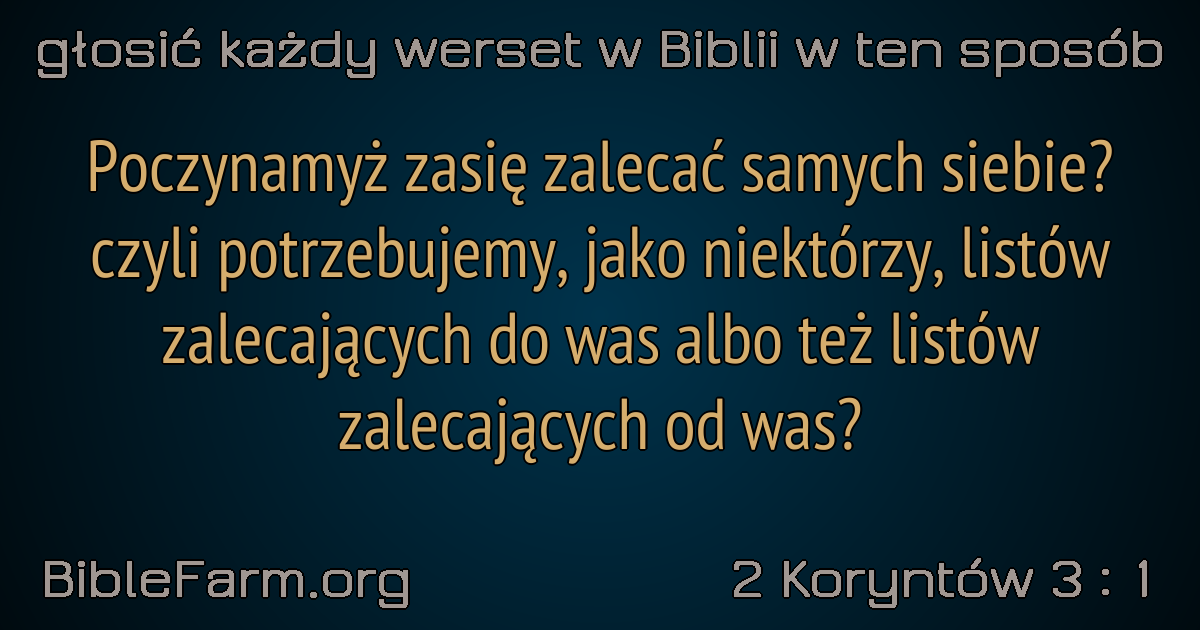 głosić każdy werset w Biblii w ten sposób
Poczynamyż zasię zalecać samych siebie?
czyli potrzebujemy, jako niektórzy, listów
zalecających do was albo też listów
zalecających od was?
BibleFarm.org
2 Koryntów 3 : 1